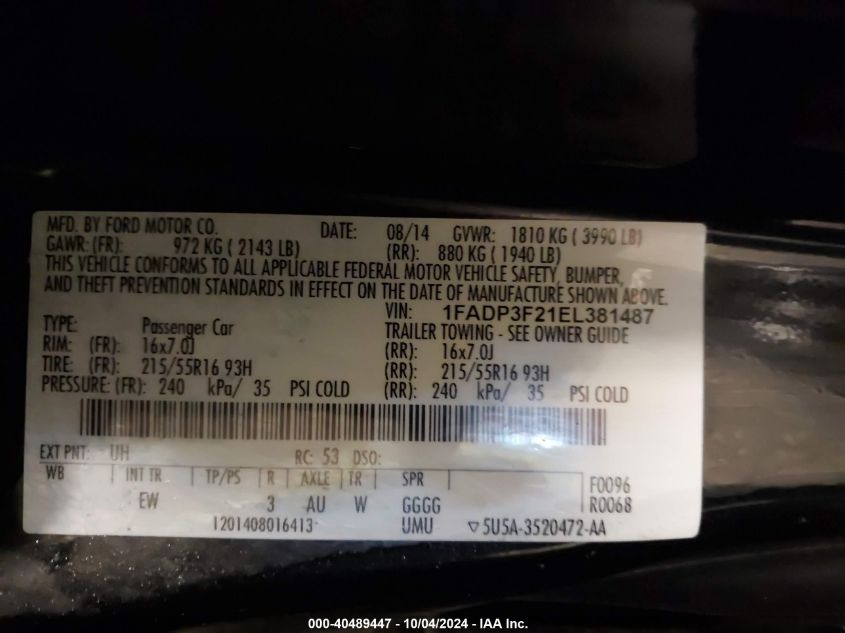 MFD. BY FORD MOTOR CO. DATE: 08/14 GVWR: 1810 KG ( 3990 LB)
GAWR: (FR): 972 KG ( 2143 LB) (RR): 880 KG ( 1940 LB)
THIS VEHICLE CONFORMS TO ALL APPLICABLE FEDERAL MOTOR VEHICLE SAFETY, BUMPER,
AND THEFT PREVENTION STANDARDS IN EFFECT ON THE DATE OF MANUFACTURE SHOWN ABOVE.
VIN: 1FADP3F21EL381487
TYPE: Passenger Car TRAILER TOWING - SEE OWNER GUIDE
RIM: (FR): 16x7.0J (RR): 16x7.0J
TIRE: (FR): 215/55R16 93H (RR): 215/55R16 93H
PRESSURE: (FR): 240 kPa/ 35 PSI COLD (RR): 240 kPa/ 35 PSI COLD
EXT PNT: UH RC: 53 DSO:
WB INT TR TP/PS R AXLE TR SPR F0096
EW 3 AU W GGGG R0068
1201408016413 UMU 5U5A-3520472-AA
000-40489447 - 10/04/2024 - IAA Inc.